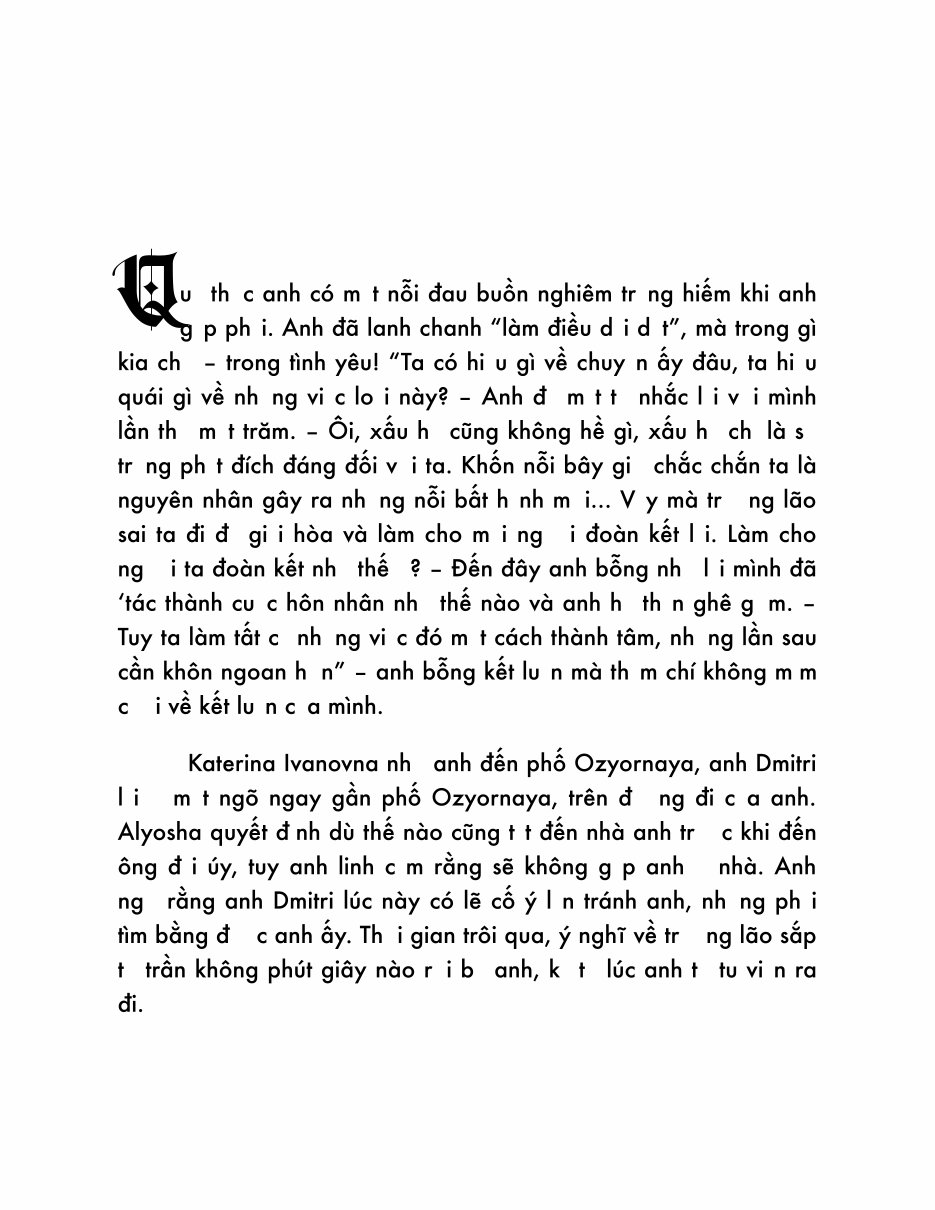 Qu th c anh có m t nỗi đau buồn nghiêm tr ng hiếm khi anh
g p ph i. Anh đã lanh chanh “làm điều d i d t”, mà trong gì
kia ch – trong tình yêu! “Ta có hi u gì về chuy n ấy đâu, ta hi u
quái gì về nh ng vi c lo i này? – Anh đ m t t nhắc l i v i mình
lần th m t trăm. – Ôi, xấu h cũng không hề gì, xấu h ch là s
tr ng ph t đích đáng đối v i ta. Khốn nỗi bây gi chắc chắn ta là
nguyên nhân gây ra nh ng nỗi bất h nh m i... V y mà tr ng lão
sai ta đi đ gi i hòa và làm cho m i ng i đoàn kết l i. Làm cho
ng i ta đoàn kết nh thế ? – Đến đây anh bỗng nh l i mình đã
‘tác thành cu c hôn nhân nh thế nào và anh h th n ghê g m. –
Tuy ta làm tất c nh ng vi c đó m t cách thành tâm, nh ng lần sau
cần khôn ngoan h n” – anh bỗng kết lu n mà th m chí không m m
c i về kết lu n c a mình.
Katerina Ivanovna nh anh đến phố Ozyornaya, anh Dmitri
l i m t ngõ ngay gần phố Ozyornaya, trên đ ng đi c a anh.
Alyosha quyết đ nh dù thế nào cũng t t đến nhà anh tr c khi đến
ông đ i úy, tuy anh linh c m rằng sẽ không g p anh nhà. Anh
ng rằng anh Dmitri lúc này có lẽ cố ý l n tránh anh, nh ng ph i
tìm bằng đ c anh ấy. Th i gian trôi qua, ý nghĩ về tr ng lão sắp
t trần không phút giây nào r i b anh, k t lúc anh t tu vi n ra
đi.